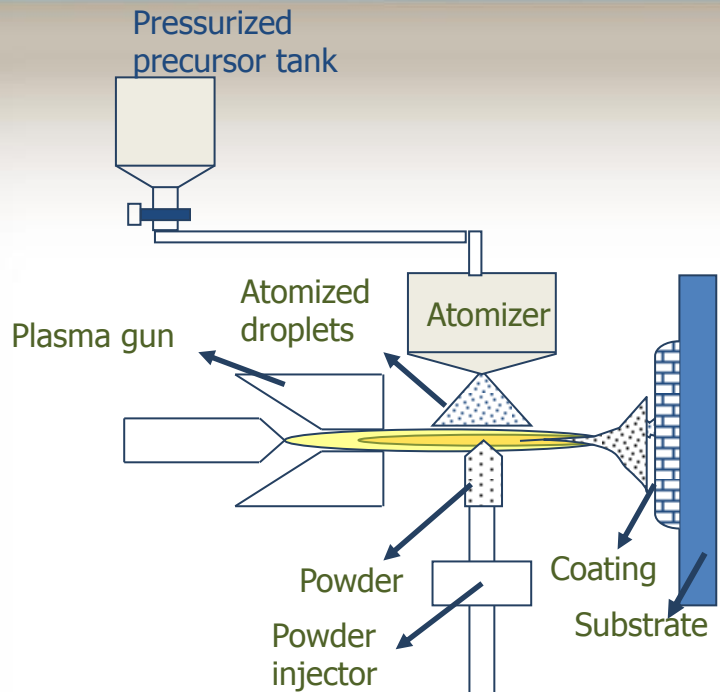 Pressurized
precursor tank
Atomized
droplets
Atomizer
Plasma gun
Powder
Coating
Powder
injector
Substrate